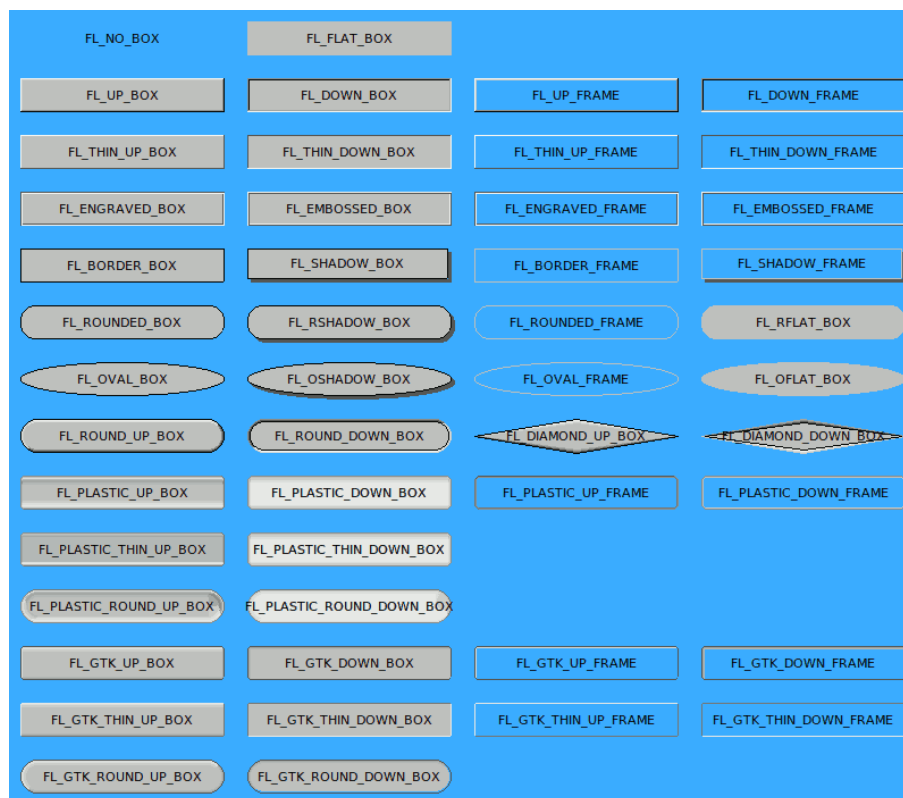 FL_NO_BOX FL_FLAT_BOX
FL_UP_BOX FL_DOWN_BOX FL_UP_FRAME FL_DOWN_FRAME
FL_THIN_UP_BOX FL_THIN_DOWN_BOX FL_THIN_UP_FRAME FL_THIN_DOWN_FRAME
FL_ENGRAVED_BOX FL_EMBOSSED_BOX FL_ENGRAVED_FRAME FL_EMBOSSED_FRAME
FL_BORDER_BOX FL_SHADOW_BOX FL_BORDER_FRAME FL_SHADOW_FRAME
FL_ROUNDED_BOX FL_RSHADOW_BOX FL_ROUNDED_FRAME FL_RFLAT_BOX
FL_OVAL_BOX FL_OSHADOW_BOX FL_OVAL_FRAME FL_OFLAT_BOX
FL_ROUND_UP_BOX FL_ROUND_DOWN_BOX FL_DIAMOND_UP_BOX FL_DIAMOND_DOWN_BOX
FL_PLASTIC_UP_BOX FL_PLASTIC_DOWN_BOX FL_PLASTIC_UP_FRAME FL_PLASTIC_DOWN_FRAME
FL_PLASTIC_THIN_UP_BOX FL_PLASTIC_THIN_DOWN_BOX
FL_PLASTIC_ROUND_UP_BOX FL_PLASTIC_ROUND_DOWN_BOX
FL_GTK_UP_BOX FL_GTK_DOWN_BOX FL_GTK_UP_FRAME FL_GTK_DOWN_FRAME
FL_GTK_THIN_UP_BOX FL_GTK_THIN_DOWN_BOX FL_GTK_THIN_UP_FRAME FL_GTK_THIN_DOWN_FRAME
FL_GTK_ROUND_UP_BOX FL_GTK_ROUND_DOWN_BOX